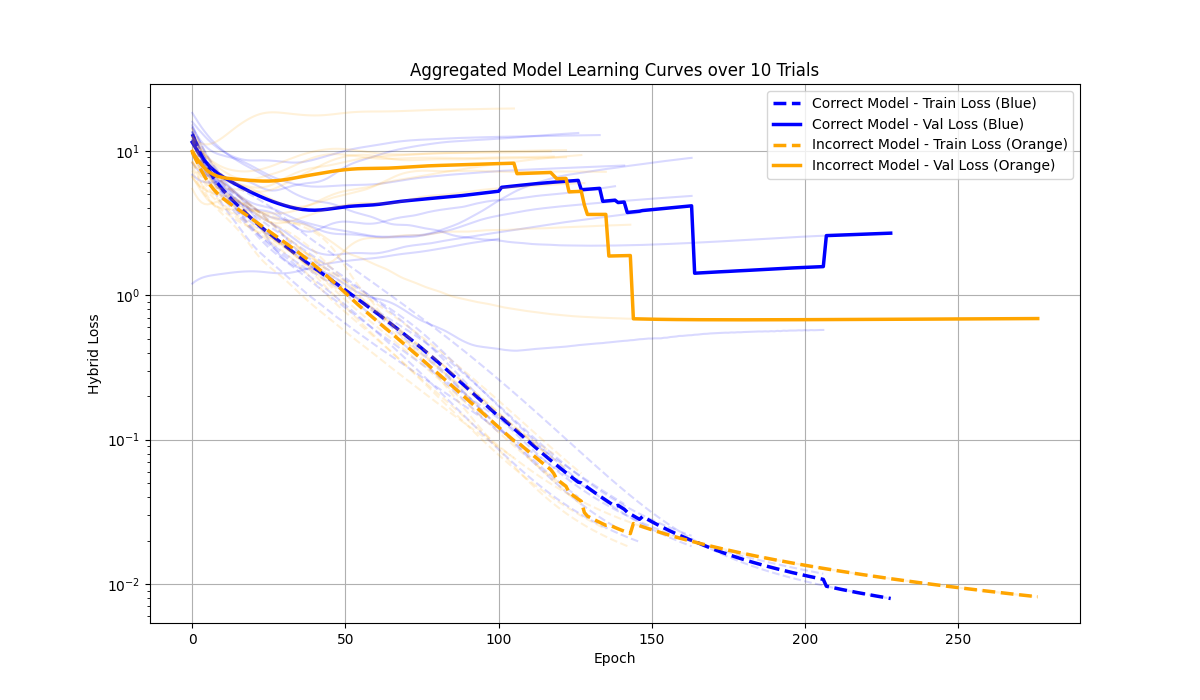 Aggregated Model Learning Curves over 10 Trials
Correct Model - Train Loss (Blue)
Correct Model - Val Loss (Blue)
Incorrect Model - Train Loss (Orange)
Incorrect Model - Val Loss (Orange)
Hybrid Loss
10¹
10⁰
10⁻¹
10⁻²
0 50 100 150 200 250
Epoch